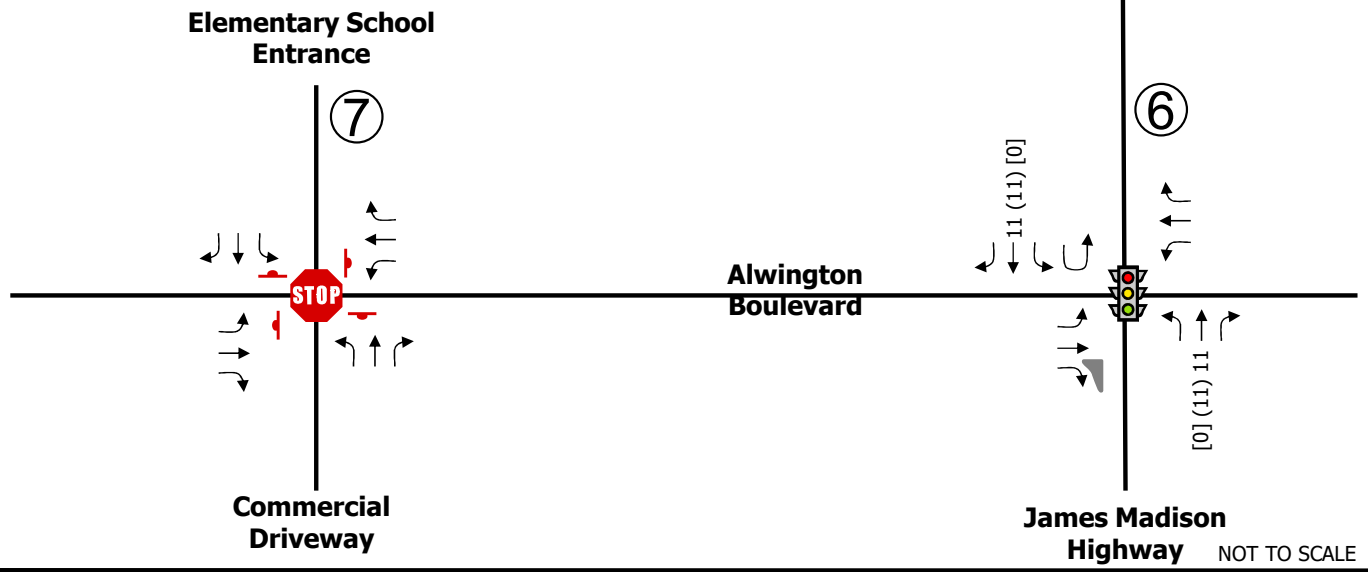 Elementary School
Entrance
⑦
⑥
11 (11) [0]
STOP
Alwington
Boulevard
[0] (11) 11
Commercial
Driveway
James Madison
Highway
NOT TO SCALE